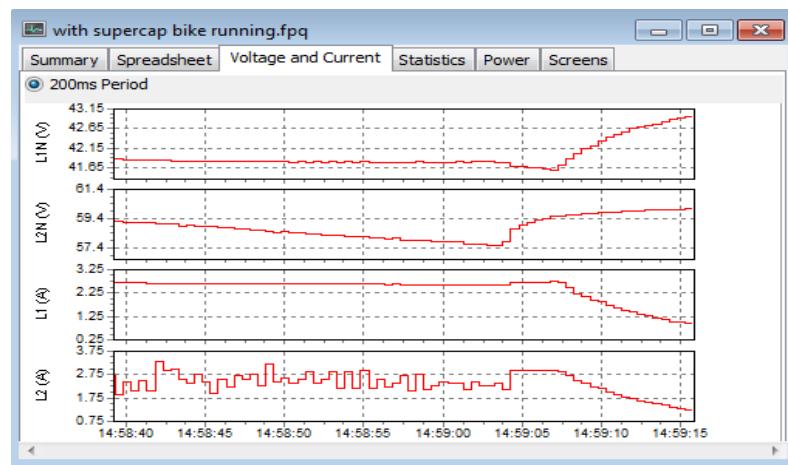 with supercap bike running.fpq
Summary Spreadsheet Voltage and Current Statistics Power Screens
200ms Period
L1N (V)
43.15
42.65
42.15
41.65
L2N (V)
61.4
59.4
57.4
L1 (A)
3.25
2.25
1.25
0.25
L2 (A)
3.75
2.75
1.75
0.75
14:58:40 14:58:45 14:58:50 14:58:55 14:59:00 14:59:05 14:59:10 14:59:15